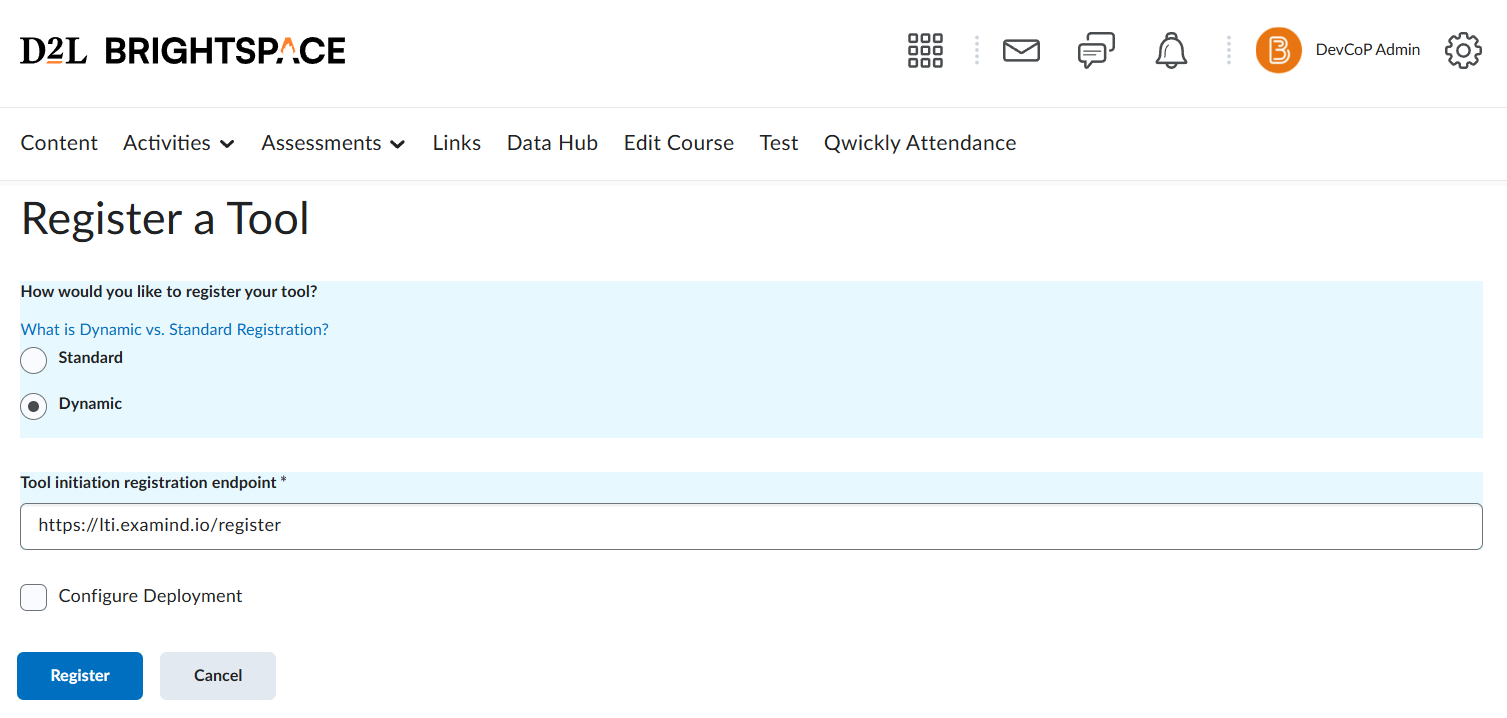 D2L BRIGHTSPACE
DevCoP Admin
Content Activities Assessments Links Data Hub Edit Course Test Qwickly Attendance
Register a Tool
How would you like to register your tool?
What is Dynamic vs. Standard Registration?
Standard
Dynamic
Tool initiation registration endpoint *
https://lti.examind.io/register
Configure Deployment
Register Cancel